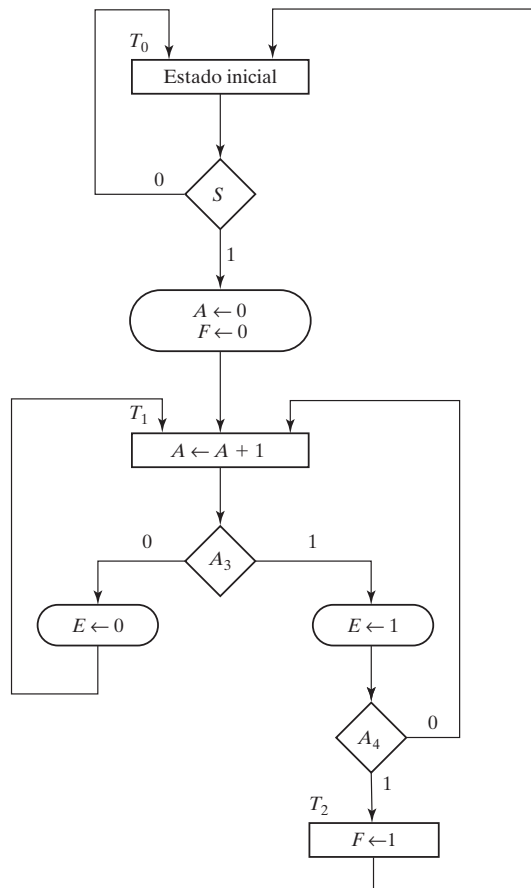 T₀
Estado inicial
0
S
1
A ← 0
F ← 0
T₁
A ← A + 1
0
A₃
1
E ← 0
E ← 1
A₄
0
1
T₂
F ← 1